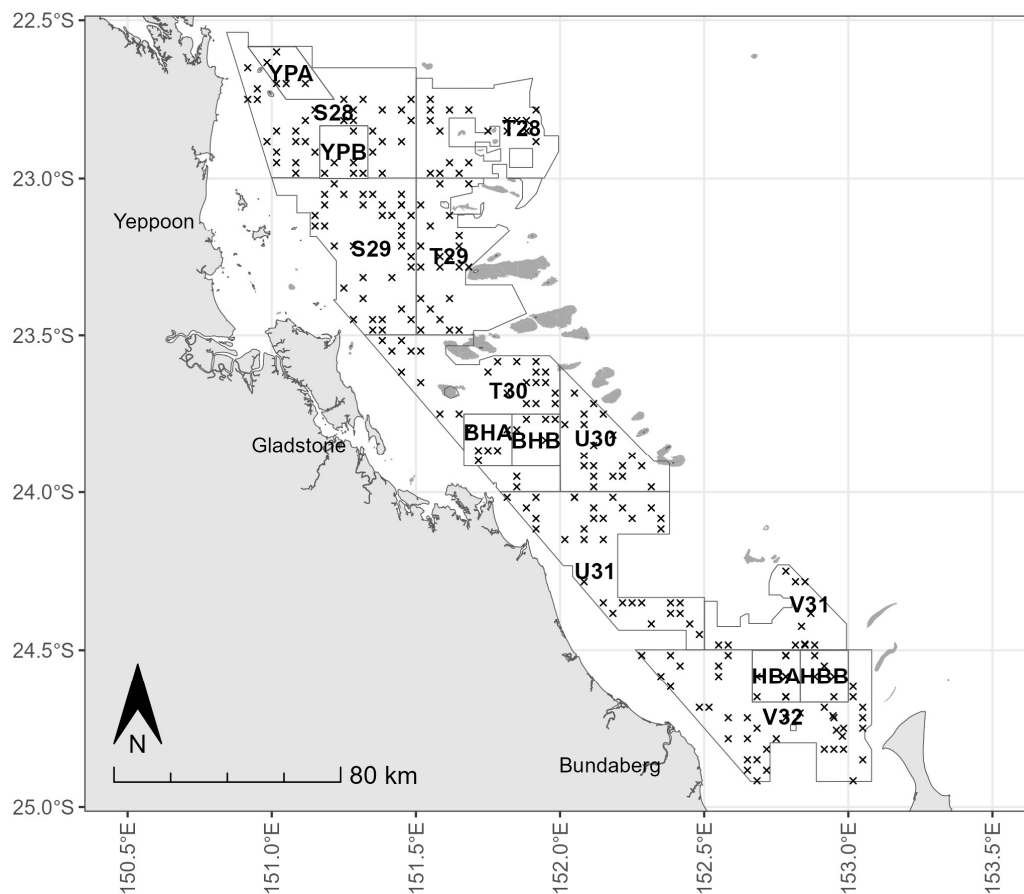 22.5°S
YPA
S28
T28
YPB
23.0°S
Yeppoon
S29
T29
23.5°S
T30
BHA
BHB
U30
Gladstone
24.0°S
U31
V31
24.5°S
HBA
HBB
V32
N
Bundaberg
80 km
25.0°S
150.5°E
151.0°E
151.5°E
152.0°E
152.5°E
153.0°E
153.5°E